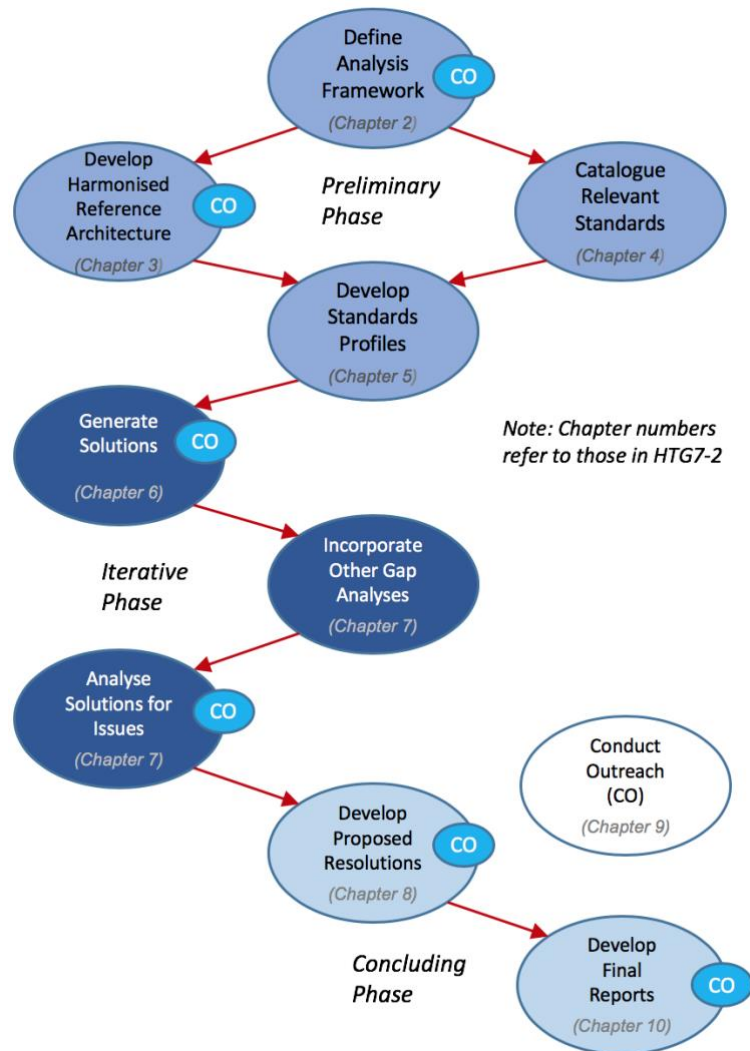 Define
Analysis
Framework
(Chapter 2)
CO
Develop
Harmonised
Reference
Architecture
(Chapter 3)
CO
Preliminary
Phase
Catalogue
Relevant
Standards
(Chapter 4)
Develop
Standards
Profiles
(Chapter 5)
Generate
Solutions
(Chapter 6)
CO
Note: Chapter numbers
refer to those in HTG7-2
Iterative
Phase
Incorporate
Other Gap
Analyses
(Chapter 7)
Analyse
Solutions for
Issues
(Chapter 7)
CO
Conduct
Outreach
(CO)
(Chapter 9)
Develop
Proposed
Resolutions
(Chapter 8)
CO
Concluding
Phase
Develop
Final
Reports
(Chapter 10)
CO